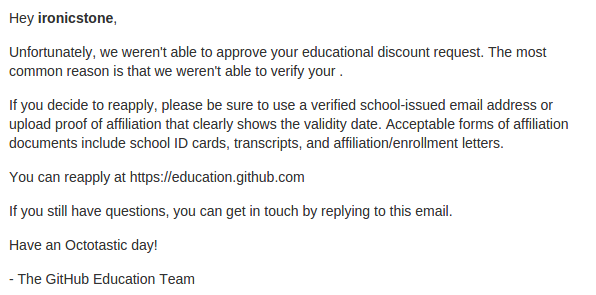 Hey ironicstone,
Unfortunately, we weren't able to approve your educational discount request. The most
common reason is that we weren't able to verify your .
If you decide to reapply, please be sure to use a verified school-issued email address or
upload proof of affiliation that clearly shows the validity date. Acceptable forms of affiliation
documents include school ID cards, transcripts, and affiliation/enrollment letters.
You can reapply at https://education.github.com
If you still have questions, you can get in touch by replying to this email.
Have an Octotastic day!
- The GitHub Education Team